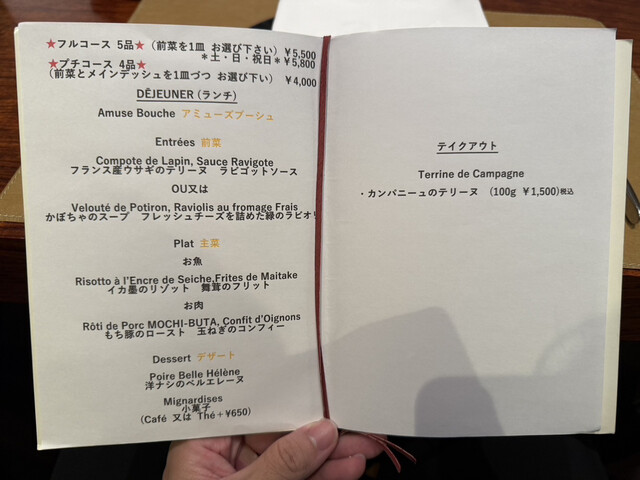 ★フルコース 5品★ (前菜を1皿 お選び下さい) ¥5,500
＊土・日・祝日＊¥5,800
★プチコース 4品★
(前菜とメインデッシュを1皿づつ お選び下い) ¥4,000
DÊJEUNER (ランチ)
Amuse Bouche アミューズブーシュ
Entrées 前菜
Compote de Lapin, Sauce Ravigote
フランス産ウサギのテリーヌ ラビゴットソース
OU又は
Velouté de Potiron, Raviolis au fromage Frais
かぼちゃのスープ フレッシュチーズを詰めた緑のラビオリ
Plat 主菜
お魚
Risotto à l'Encre de Seiche,Frites de Maitake
イカ墨のリゾット 舞茸のフリット
お肉
Rôti de Porc MOCHI-BUTA, Confit d'Oignons
もち豚のロースト 玉ねぎのコンフィー
Dessert デザート
Poire Belle Hélène
洋ナシのベルエレーヌ
Mignardises
小菓子
(Café 又は Thé＋¥650)
テイクアウト
Terrine de Campagne
・カンパニーュのテリーヌ (100g ¥1,500)税込